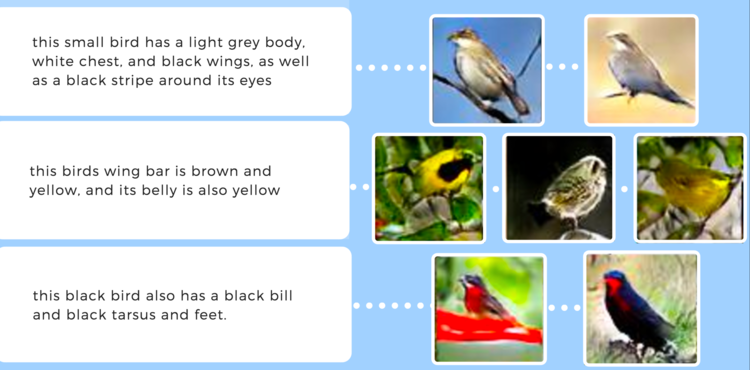 this small bird has a light grey body,
white chest, and black wings, as well
as a black stripe around its eyes
this birds wing bar is brown and
yellow, and its belly is also yellow
this black bird also has a black bill
and black tarsus and feet.